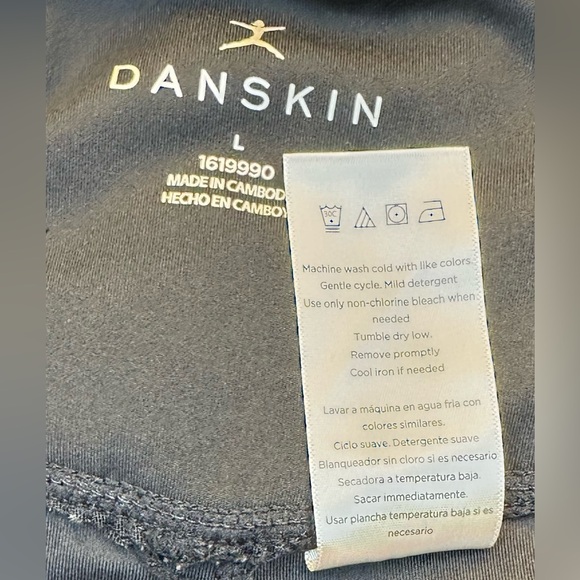 DANSKIN
L
1619990
MADE IN CAMBOD
HECHO EN CAMBOY
30C
Machine wash cold with like colors.
Gentle cycle. Mild detergent
Use only non-chlorine bleach when
needed
Tumble dry low.
Remove promptly
Cool iron if needed
Lavar a máquina en agua fría con
colores similares.
Ciclo suave. Detergente suave
Blanqueador sin cloro si es necesario
Secadora a temperatura baja.
Sacar immediatamente.
Usar plancha temperatura baja si es
necesario